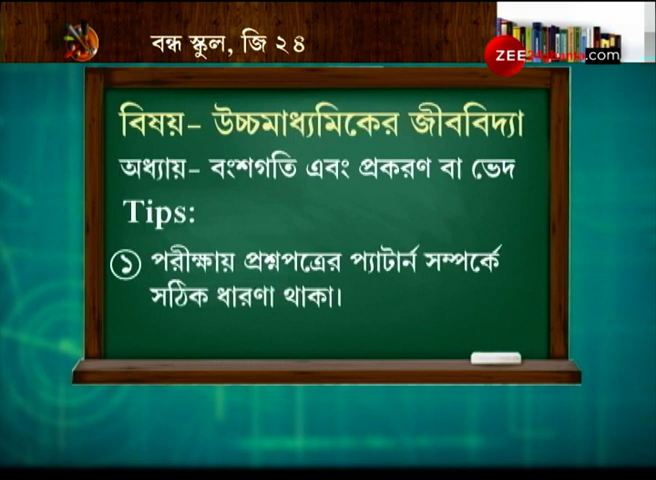 বন্ধ স্কুল, জি ২৪
ZEE .com
বিষয়- উচ্চমাধ্যমিকের জীববিদ্যা
অধ্যায়- বংশগতি এবং প্রকরণ বা ভেদ
Tips:
১ পরীক্ষায় প্রশ্নপত্রের প্যাটার্ন সম্পর্কে
সঠিক ধারণা থাকা।